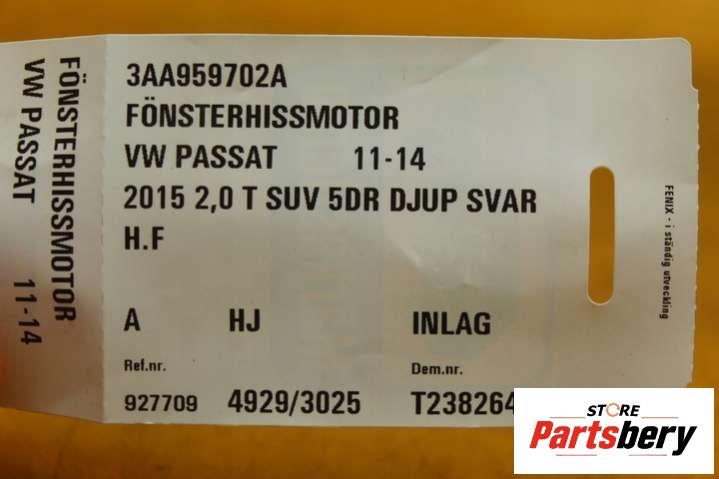 FÖNSTERHISSMOTOR
VW PASSAT 11-14
3AA959702A
FÖNSTERHISSMOTOR
VW PASSAT 11-14
2015 2,0 T SUV 5DR DJUP SVAR
H.F
A HJ INLAG
Ref.nr. Dem.nr.
927709 4929/3025 T238264
FENIX - i ständig utveckling
STORE
Partsbery